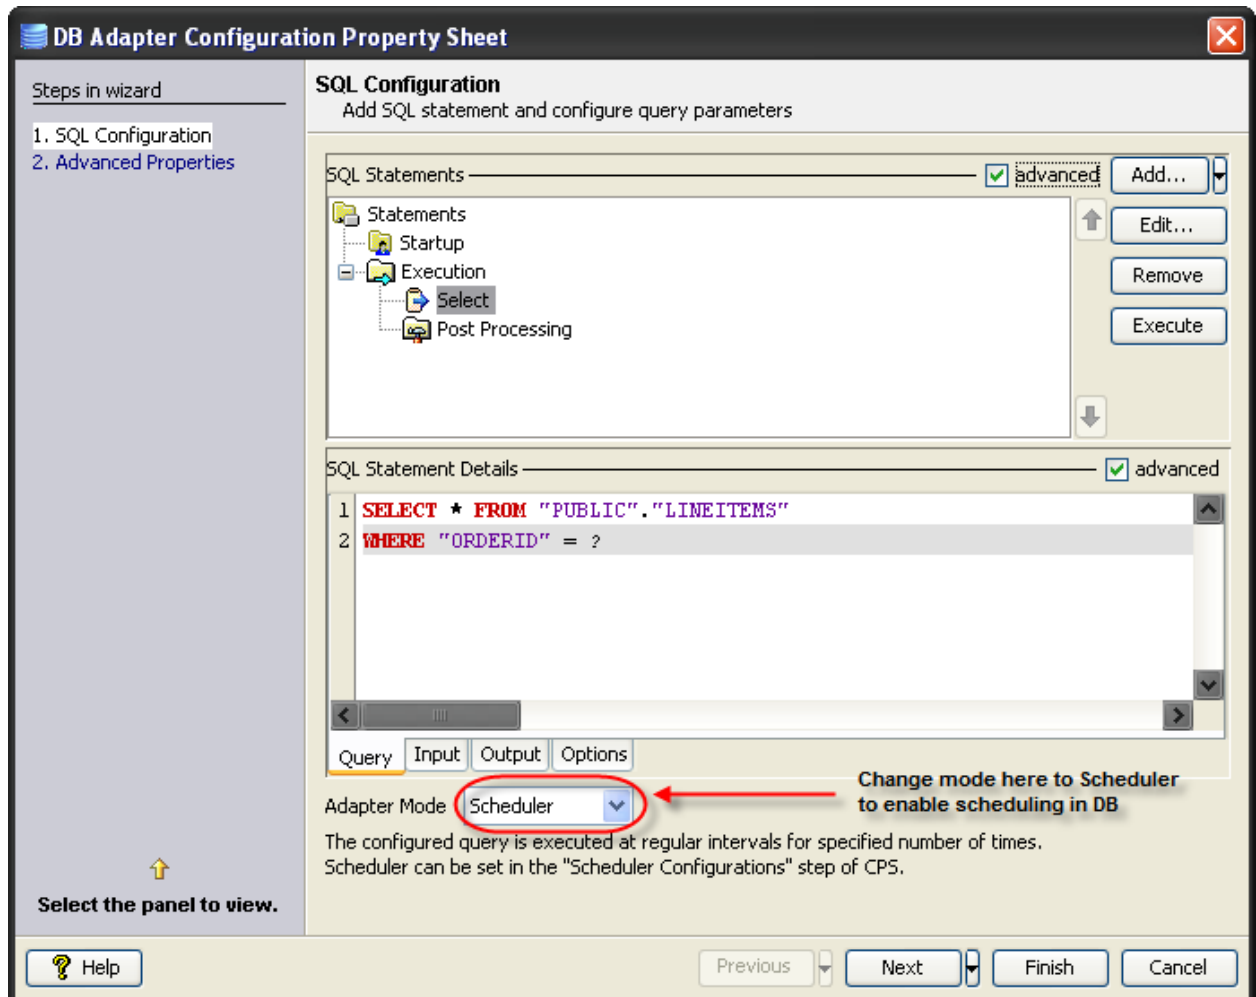 DB Adapter Configuration Property Sheet
Steps in wizard
1. SQL Configuration
2. Advanced Properties
SQL Configuration
Add SQL statement and configure query parameters
SQL Statements
advanced
Add...
Statements
Startup
Execution
Select
Post Processing
Edit...
Remove
Execute
SQL Statement Details
advanced
1 SELECT * FROM "PUBLIC"."LINEITEMS"
2 WHERE "ORDERID" = ?
Query Input Output Options
Adapter Mode Scheduler
Change mode here to Scheduler
to enable scheduling in DB
The configured query is executed at regular intervals for specified number of times.
Scheduler can be set in the "Scheduler Configurations" step of CPS.
Select the panel to view.
Help
Previous
Next
Finish
Cancel